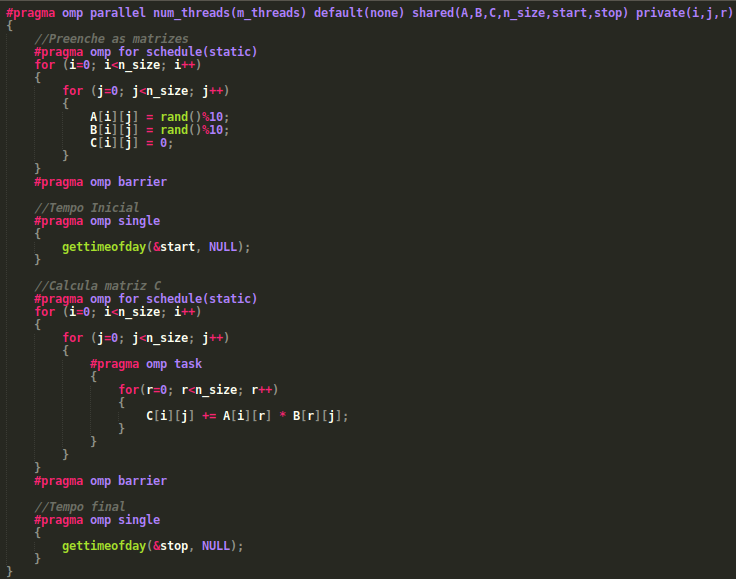 #pragma omp parallel num_threads(m_threads) default(none) shared(A,B,C,n_size,start,stop) private(i,j,r)
{
    //Preenche as matrizes
    #pragma omp for schedule(static)
    for (i=0; i<n_size; i++)
    {
        for (j=0; j<n_size; j++)
        {
            A[i][j] = rand()%10;
            B[i][j] = rand()%10;
            C[i][j] = 0;
        }
    }
    #pragma omp barrier

    //Tempo Inicial
    #pragma omp single
    {
        gettimeofday(&start, NULL);
    }

    //Calcula matriz C
    #pragma omp for schedule(static)
    for (i=0; i<n_size; i++)
    {
        for (j=0; j<n_size; j++)
        {
            #pragma omp task
            {
                for(r=0; r<n_size; r++)
                {
                    C[i][j] += A[i][r] * B[r][j];
                }
            }
        }
    }
    #pragma omp barrier

    //Tempo final
    #pragma omp single
    {
        gettimeofday(&stop, NULL);
    }
}